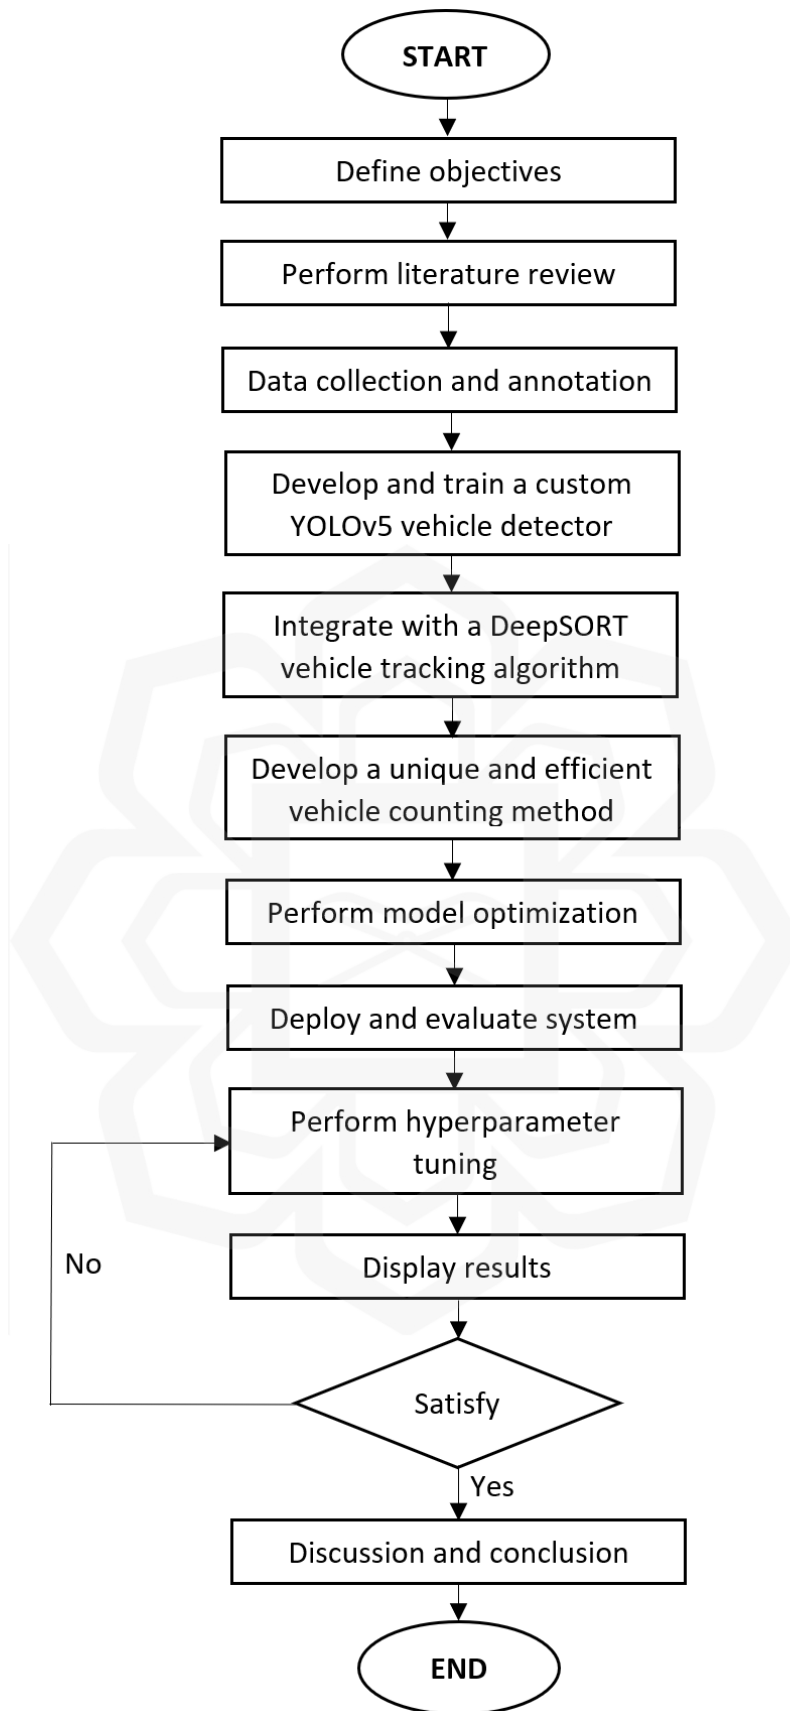 START
Define objectives
Perform literature review
Data collection and annotation
Develop and train a custom
YOLOv5 vehicle detector
Integrate with a DeepSORT
vehicle tracking algorithm
Develop a unique and efficient
vehicle counting method
Perform model optimization
Deploy and evaluate system
Perform hyperparameter
tuning
No
Display results
Satisfy
Yes
Discussion and conclusion
END